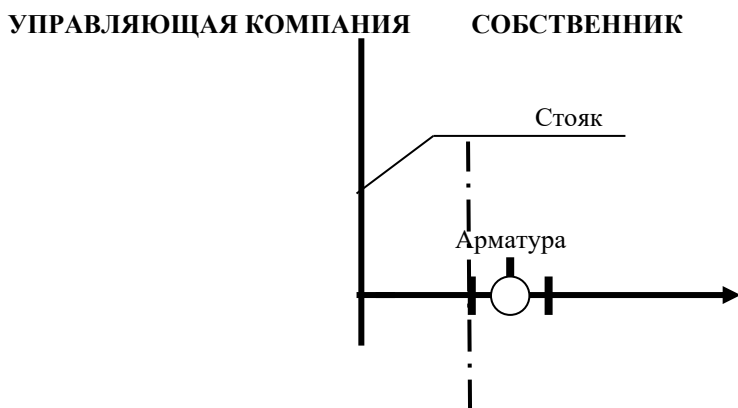 УПРАВЛЯЮЩАЯ КОМПАНИЯ СОБСТВЕННИК
Стояк
Арматура